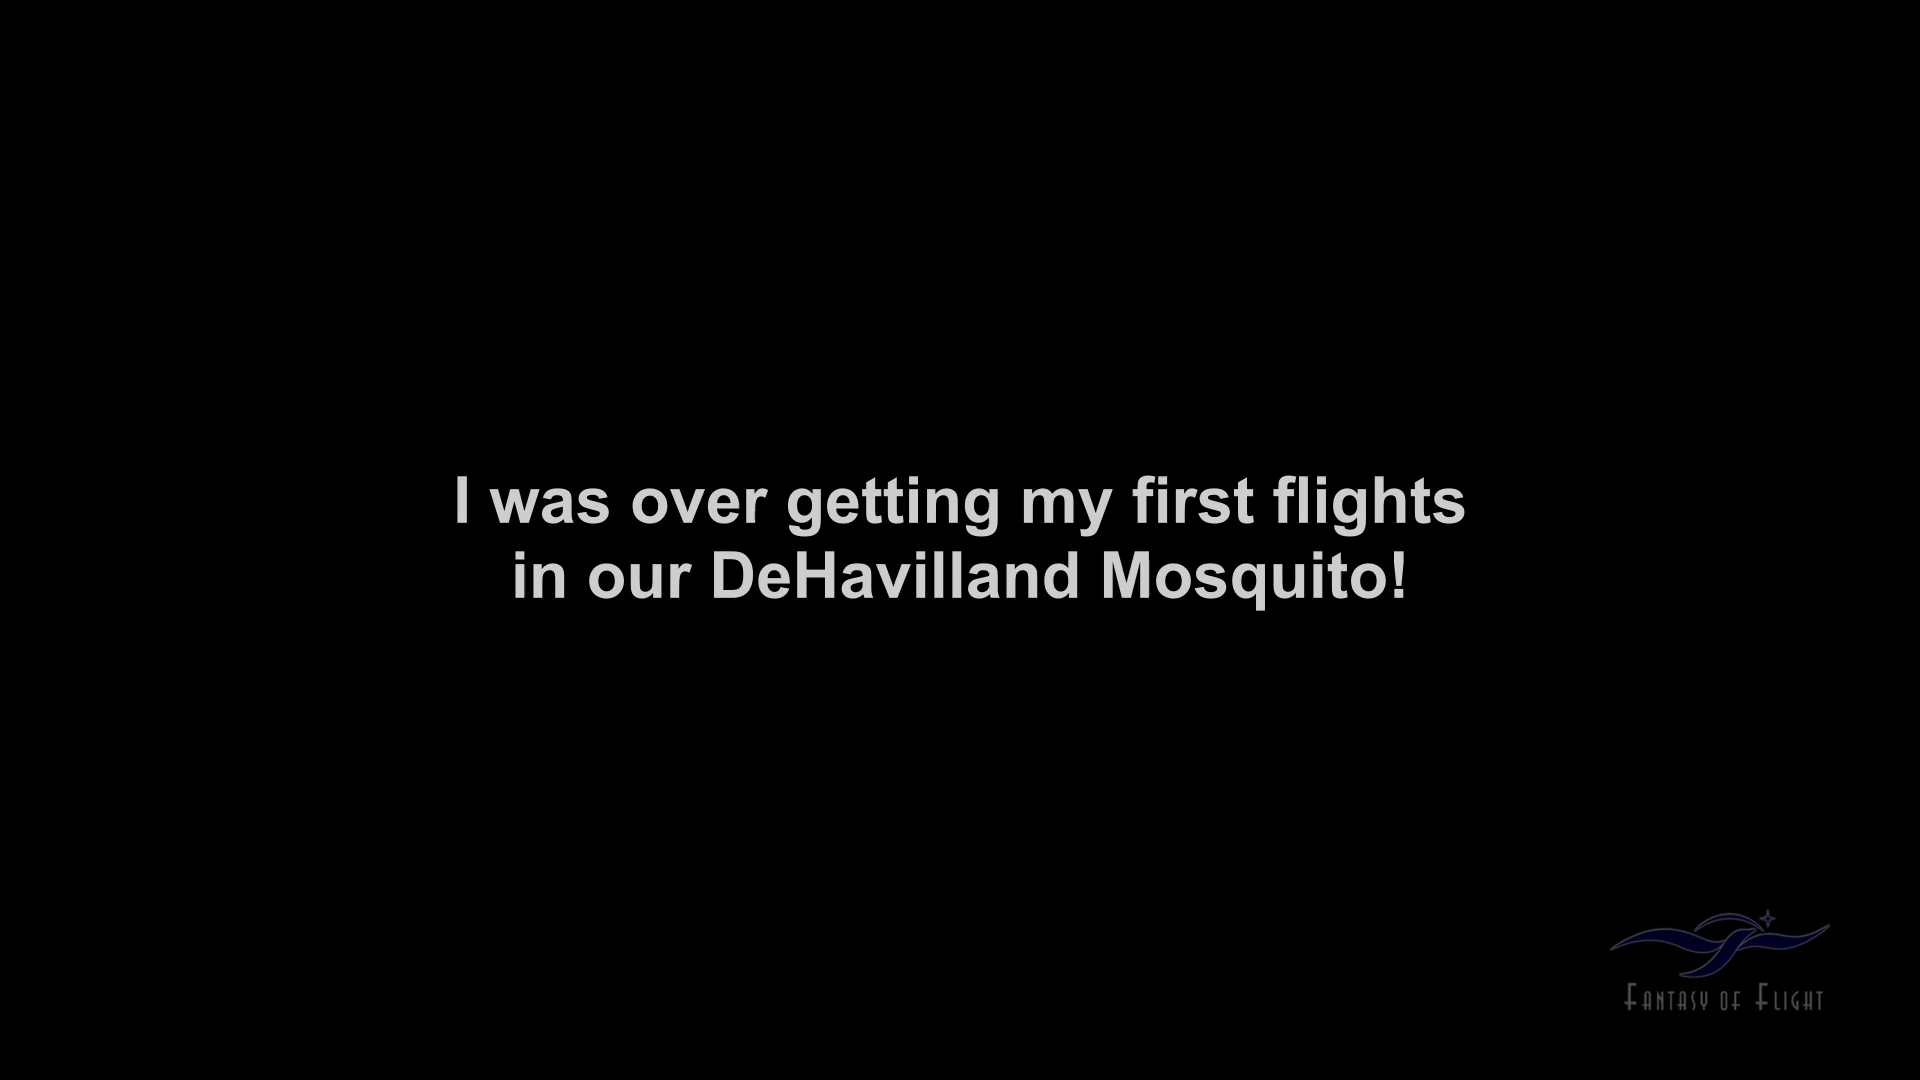 I was over getting my first flights
in our DeHavilland Mosquito!
Fantasy of Flight